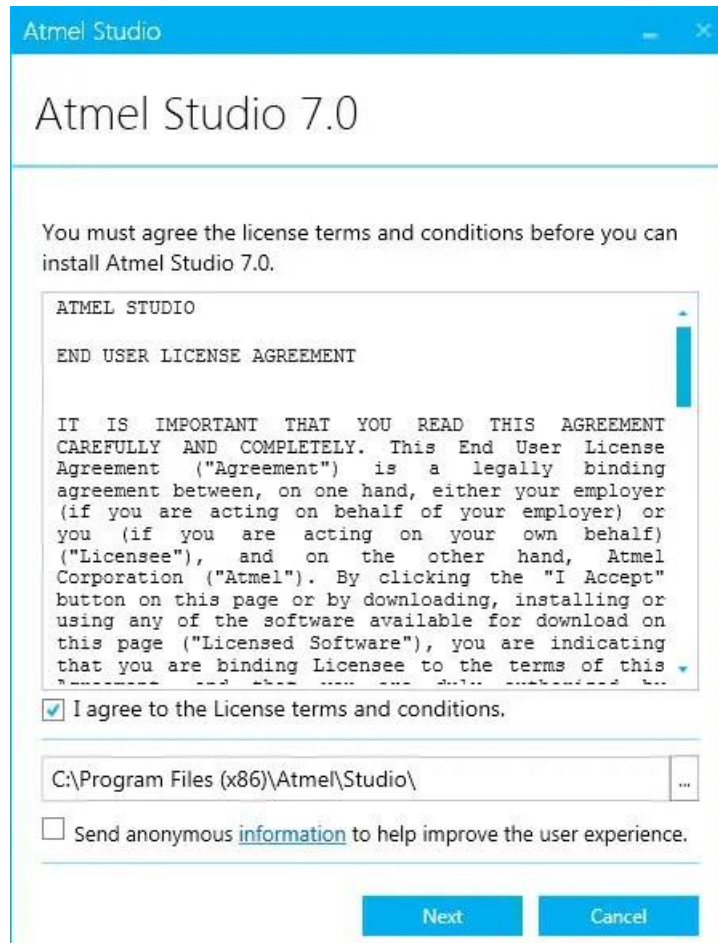 Atmel Studio
Atmel Studio 7.0
You must agree the license terms and conditions before you can
install Atmel Studio 7.0.
ATMEL STUDIO
END USER LICENSE AGREEMENT
IT IS IMPORTANT THAT YOU READ THIS AGREEMENT
CAREFULLY AND COMPLETELY. This End User License
Agreement ("Agreement") is a legally binding
agreement between, on one hand, either your employer
(if you are acting on behalf of your employer) or
you (if you are acting on your own behalf)
("Licensee"), and on the other hand, Atmel
Corporation ("Atmel"). By clicking the "I Accept"
button on this page or by downloading, installing or
using any of the software available for download on
this page ("Licensed Software"), you are indicating
that you are binding Licensee to the terms of this
I agree to the License terms and conditions.
C:\Program Files (x86)\Atmel\Studio\
...
Send anonymous information to help improve the user experience.
Next
Cancel